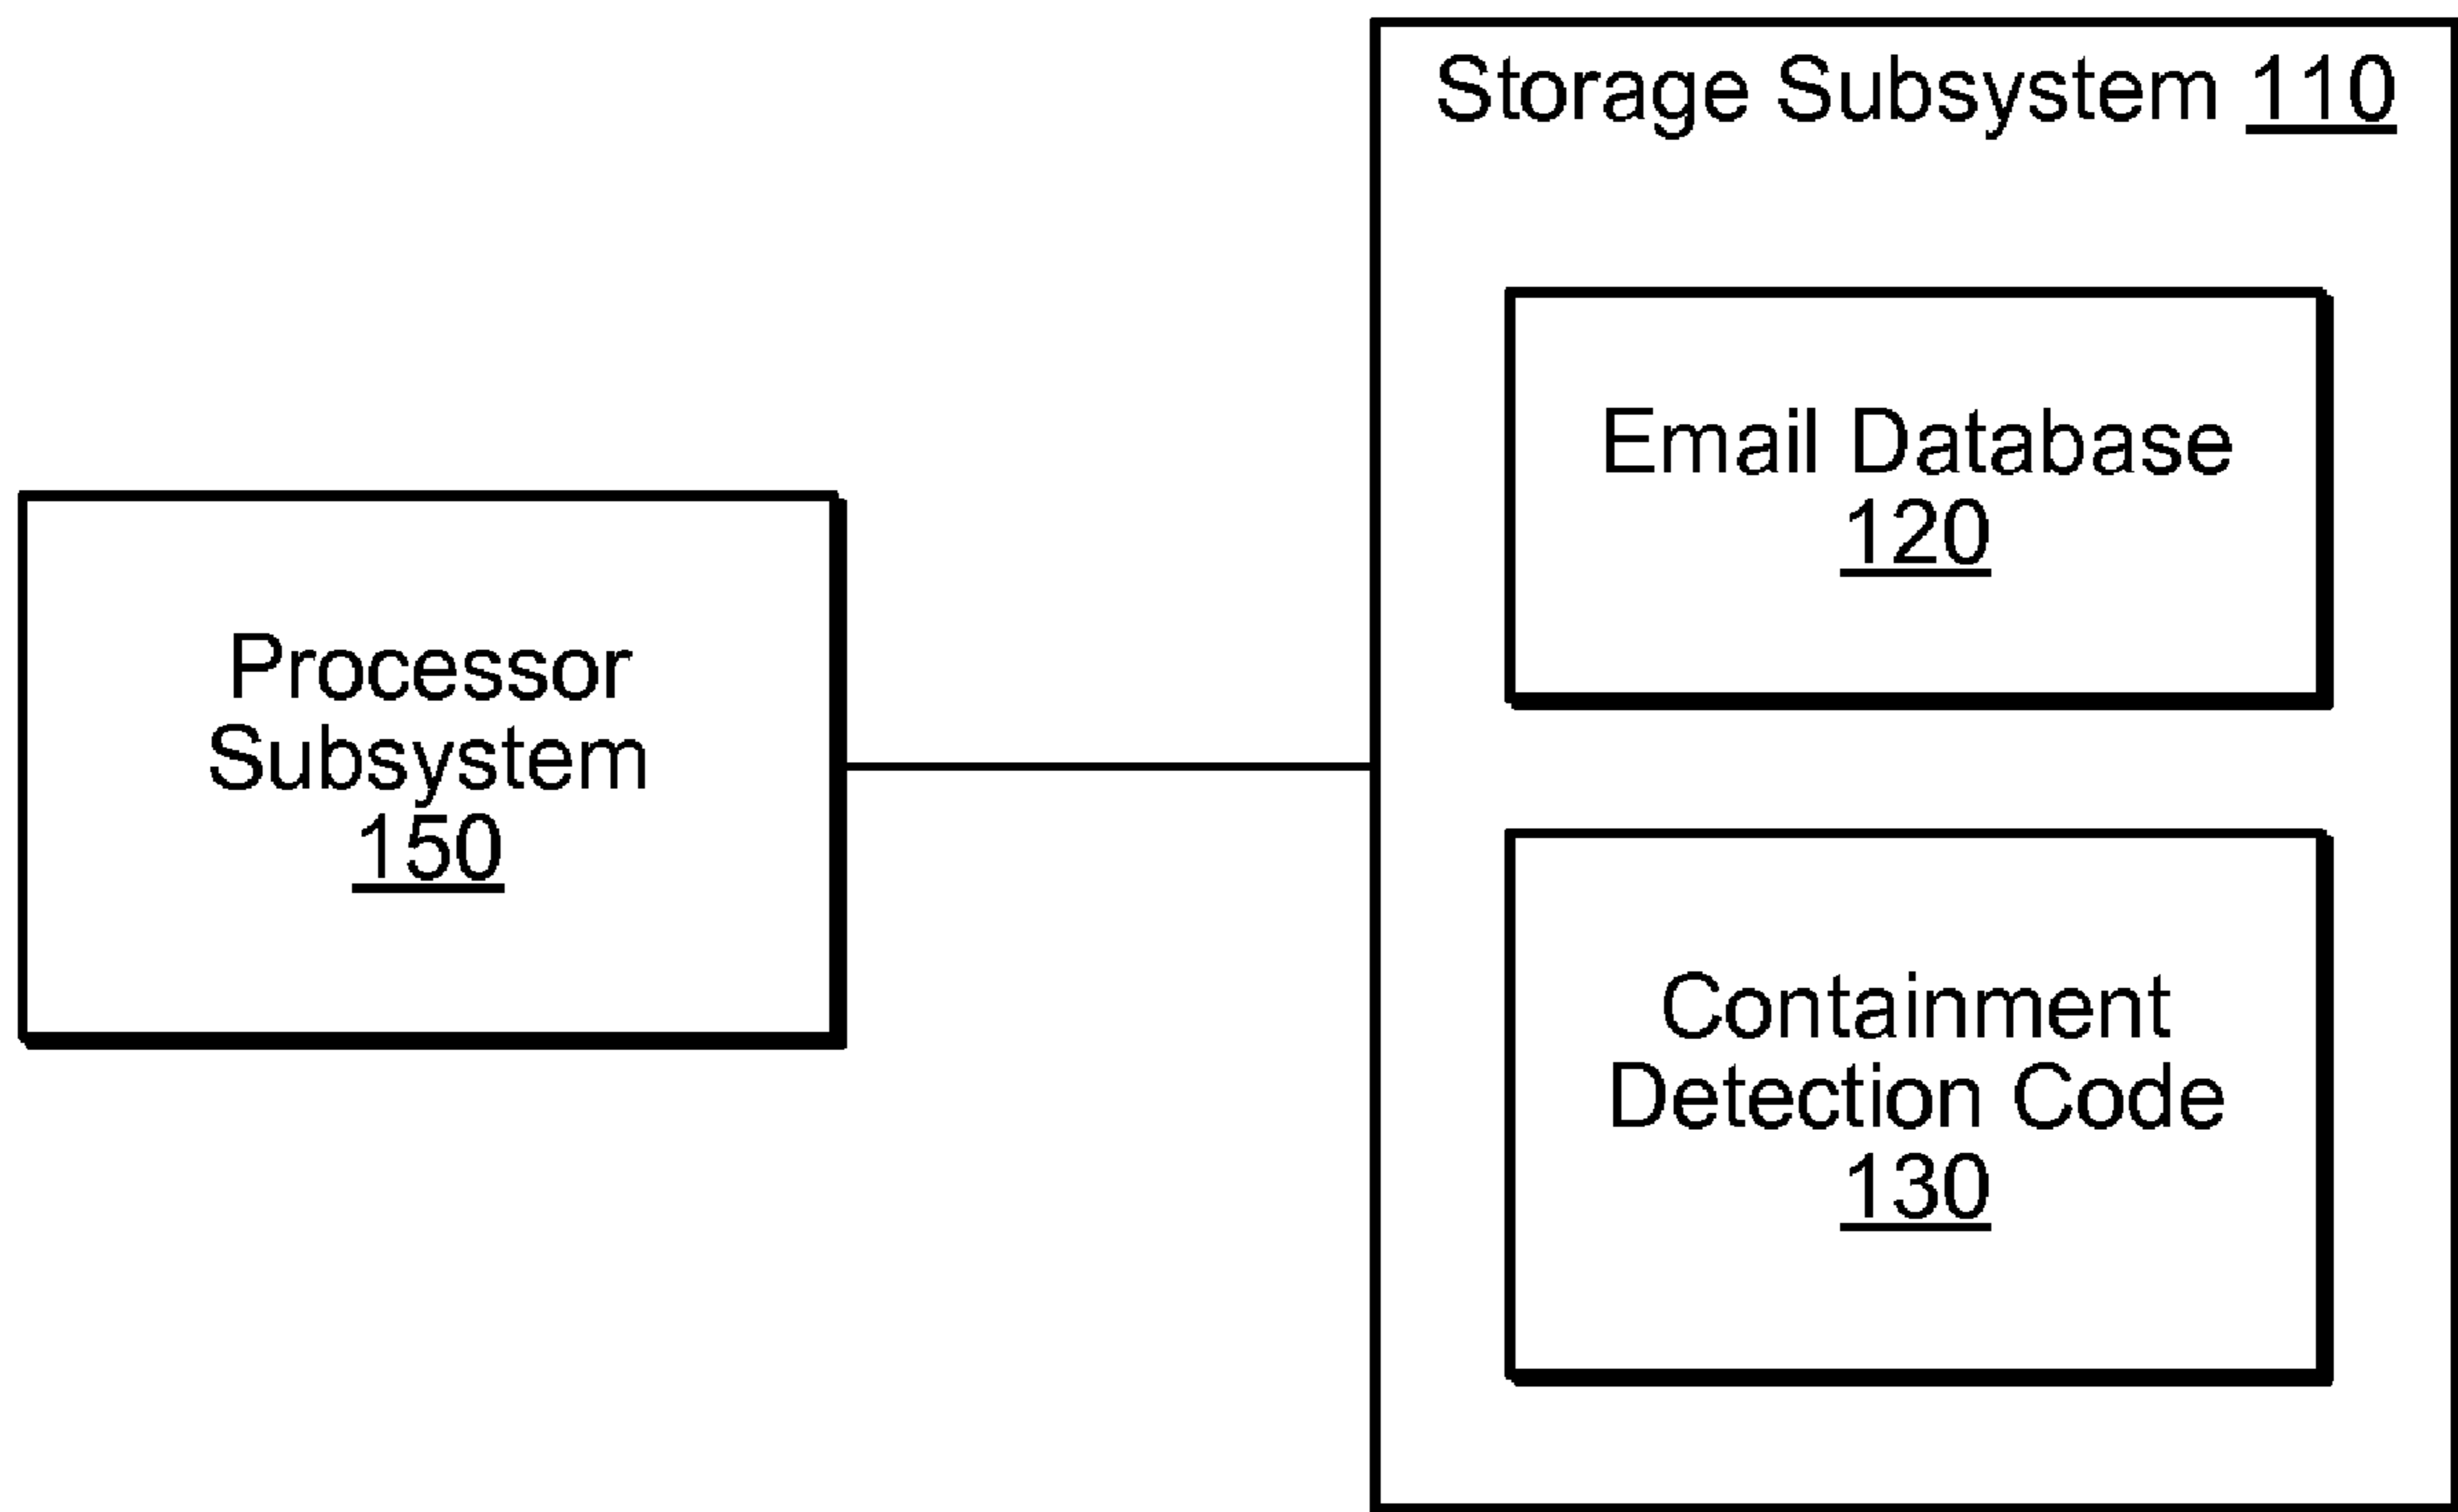 Storage Subsystem 110
Email Database
120
Processor
Subsystem
150
Containment
Detection Code
130